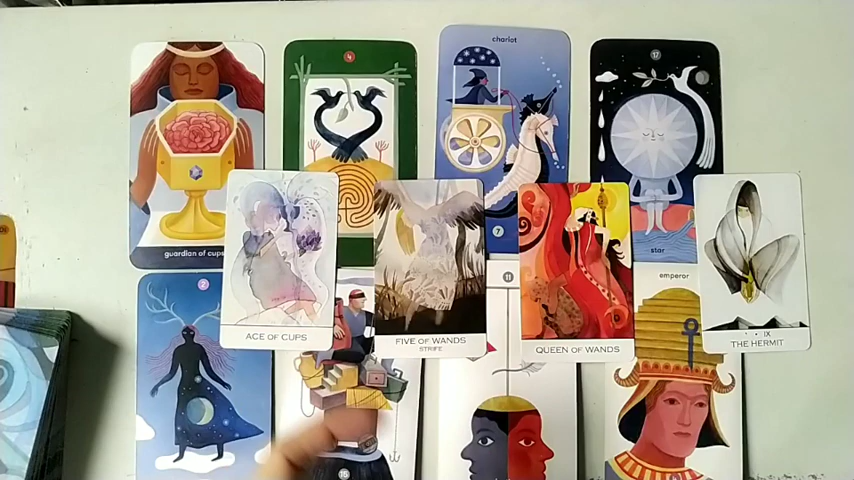 chariot
4
17
guardian of cups
7
star
ACE OF CUPS
FIVE OF WANDS
STRIFE
QUEEN OF WANDS
IX
THE HERMIT
2
11
emperor
15